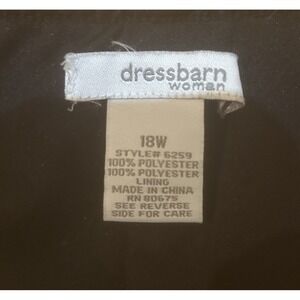 dressbarn
woman
18W
STYLE# 6259
100% POLYESTER
100% POLYESTER
LINING
MADE IN CHINA
RN 80675
SEE REVERSE
SIDE FOR CARE